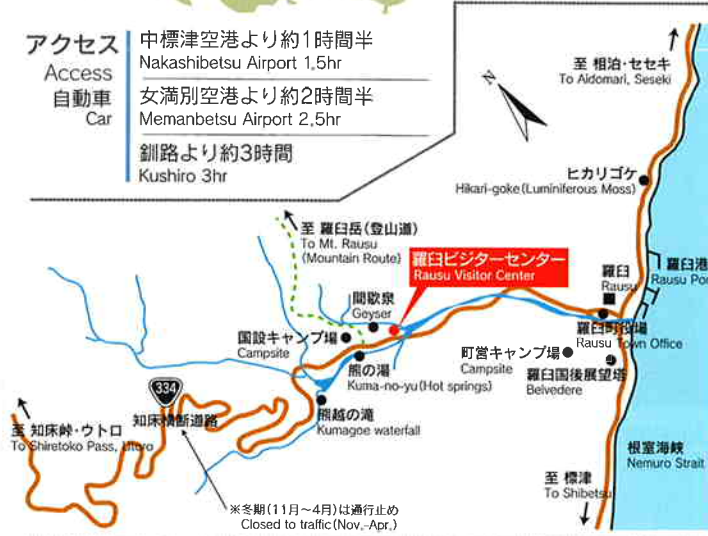 アクセス
Access
自動車
Car
中標津空港より約1時間半
Nakashibetsu Airport 1.5hr
女満別空港より約2時間半
Memanbetsu Airport 2.5hr
釧路より約3時間
Kushiro 3hr
N
至 相泊・セセキ
To Aidomari, Seseki
ヒカリゴケ
Hikari-goke(Luminiferous Moss)
至 羅臼岳(登山道)
To Mt. Rausu
(Mountain Route)
羅臼ビジターセンター
Rausu Visitor Center
羅臼
Rausu
羅臼港
Rausu Por
間歇泉
Geyser
国設キャンプ場
Campsite
羅臼町役場
Rausu Town Office
町営キャンプ場
Campsite
熊の湯
Kuma-no-yu(Hot springs)
羅臼国後展望塔
Belvedere
334
知床横断道路
熊越の滝
Kumagoe waterfall
至 知床峠・ウトロ
To Shiretoko Pass, Utoro
根室海峡
Nemuro Strait
至 標津
To Shibetsu
※冬期(11月～4月)は通行止め
Closed to traffic(Nov.-Apr.)